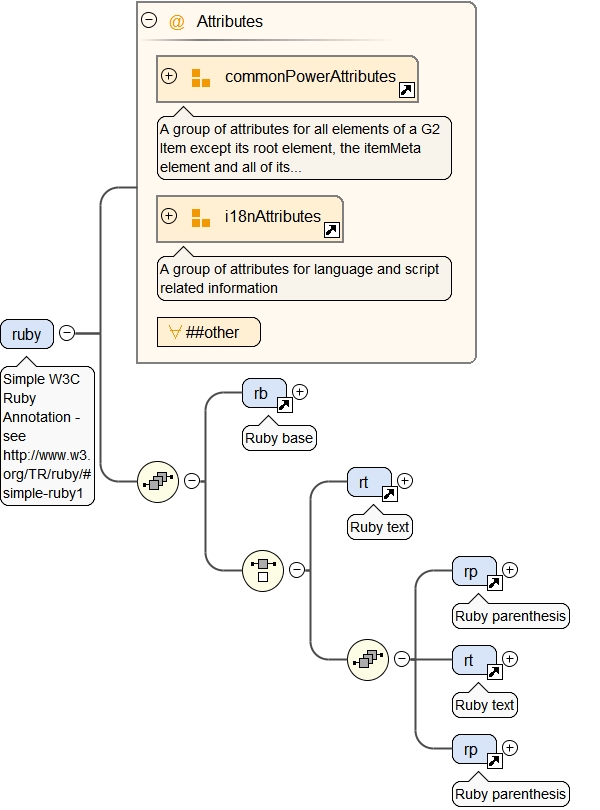 @ Attributes
commonPowerAttributes
A group of attributes for all elements of a G2
Item except its root element, the itemMeta
element and all of its...
i18nAttributes
A group of attributes for language and script
related information
##other
ruby
Simple W3C
Ruby
Annotation -
see
http://www.w3.
org/TR/ruby/#
simple-ruby1
rb
Ruby base
rt
Ruby text
rp
Ruby parenthesis
rt
Ruby text
rp
Ruby parenthesis